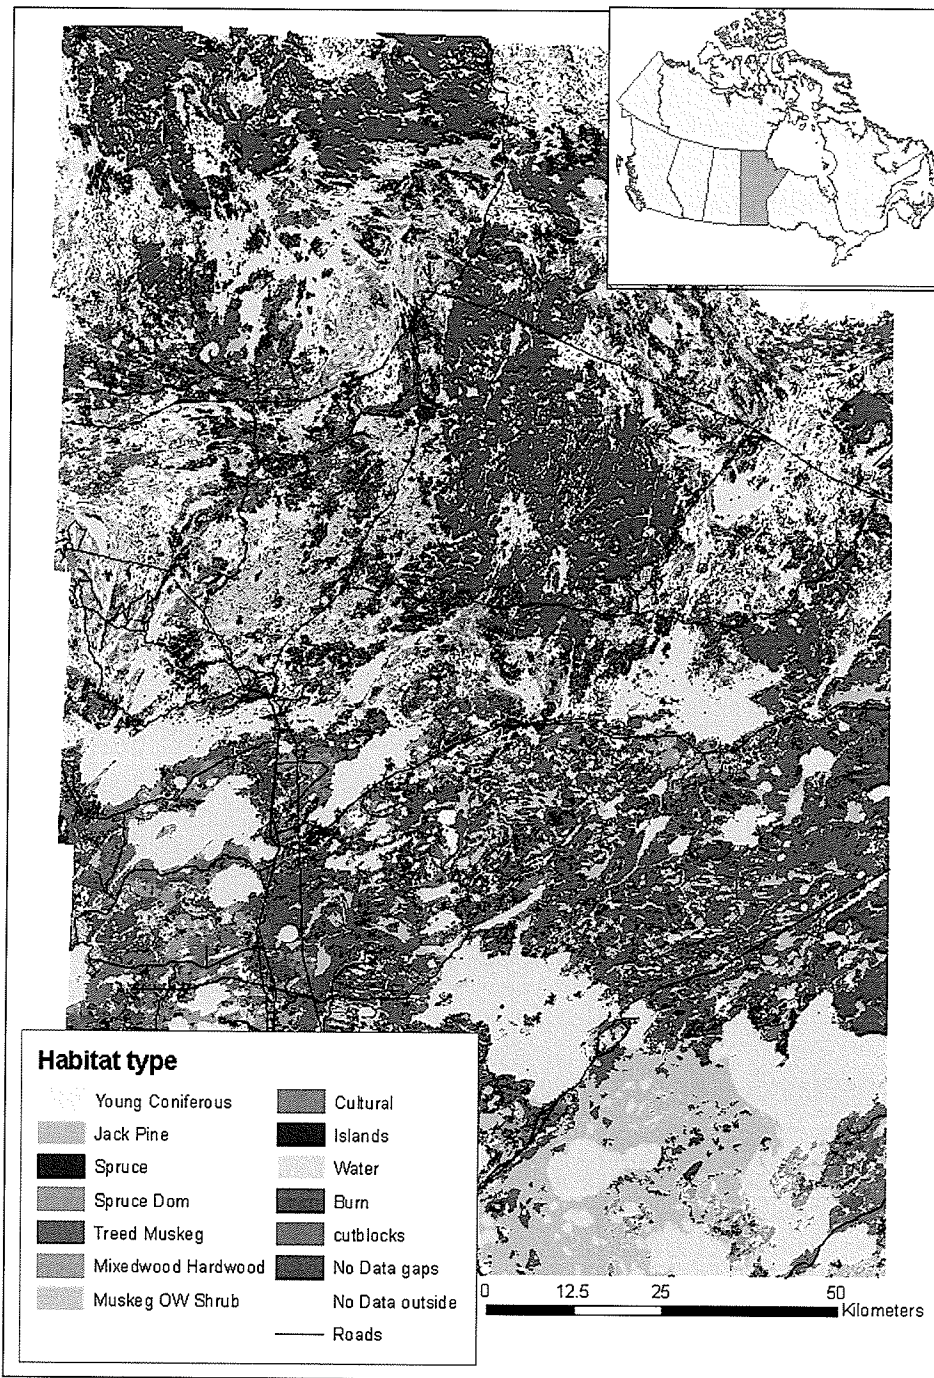 Habitat type
Young Coniferous
Jack Pine
Spruce
Spruce Dom
Treed Muskeg
Mixedwood Hardwood
Muskeg OW Shrub
Cultural
Islands
Water
Burn
cutblocks
No Data gaps
No Data outside
Roads
0 12.5 25 50
Kilometers